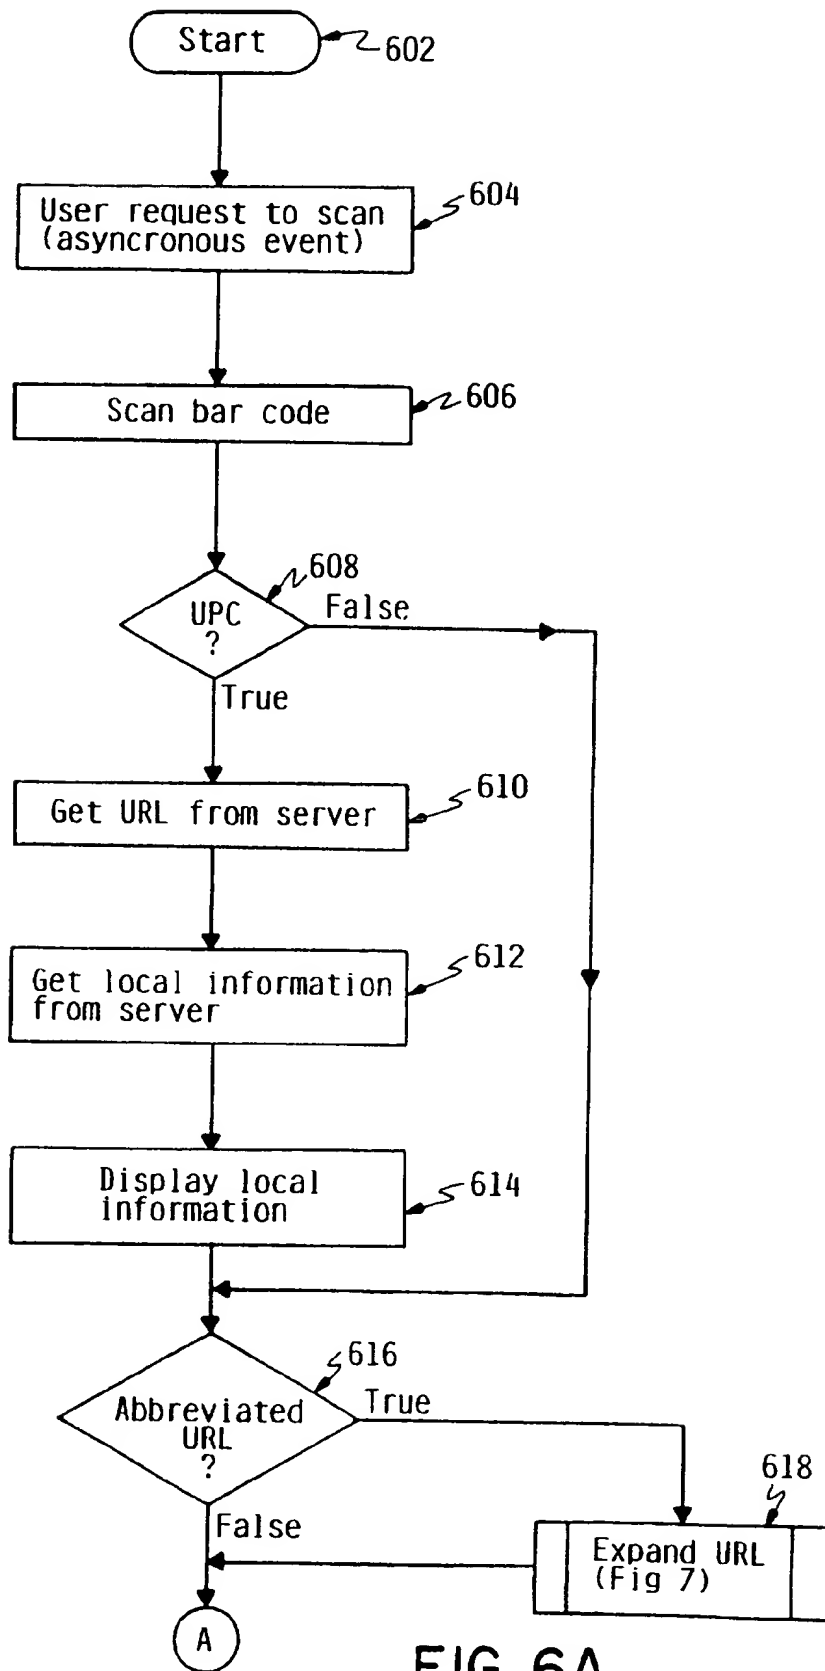 Start
602
User request to scan
(asyncronous event)
604
Scan bar code
606
608
UPC
?
False
True
Get URL from server
610
Get local information
from server
612
Display local
information
614
616
Abbreviated
URL
?
True
618
False
Expand URL
(Fig 7)
A
FIG. 6A